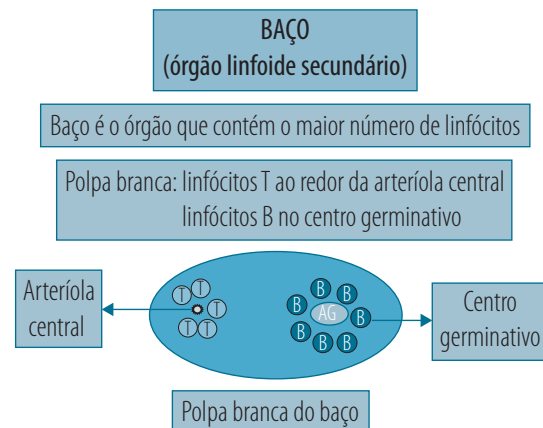 BAÇO
(órgão linfoide secundário)
Baço é o órgão que contém o maior número de linfócitos
Polpa branca: linfócitos T ao redor da arteríola central
linfócitos B no centro germinativo
Arteríola
central
T
T
T
T
T
B
B
B
B
B
B
B
B
AG
Centro
germinativo
Polpa branca do baço